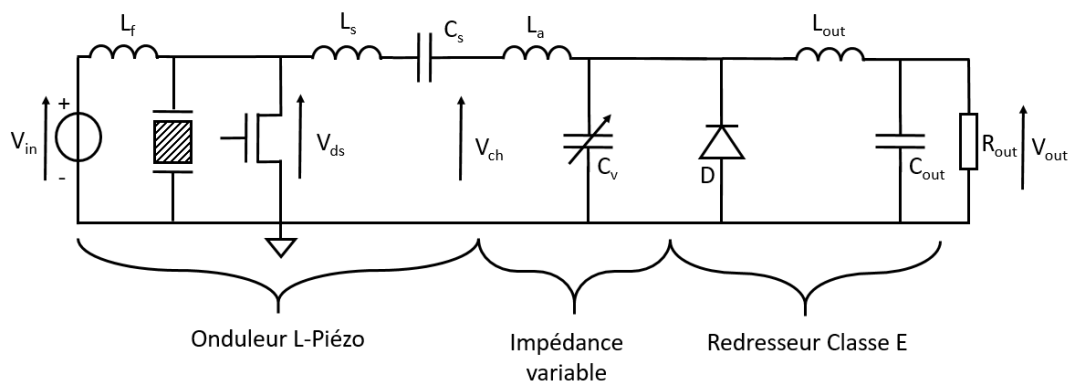 L_f
L_s
C_s
L_a
L_out
+
V_in
-
V_ds
V_ch
C_v
D
C_out
R_out
V_out
Onduleur L-Piézo
Impédance
variable
Redresseur Classe E